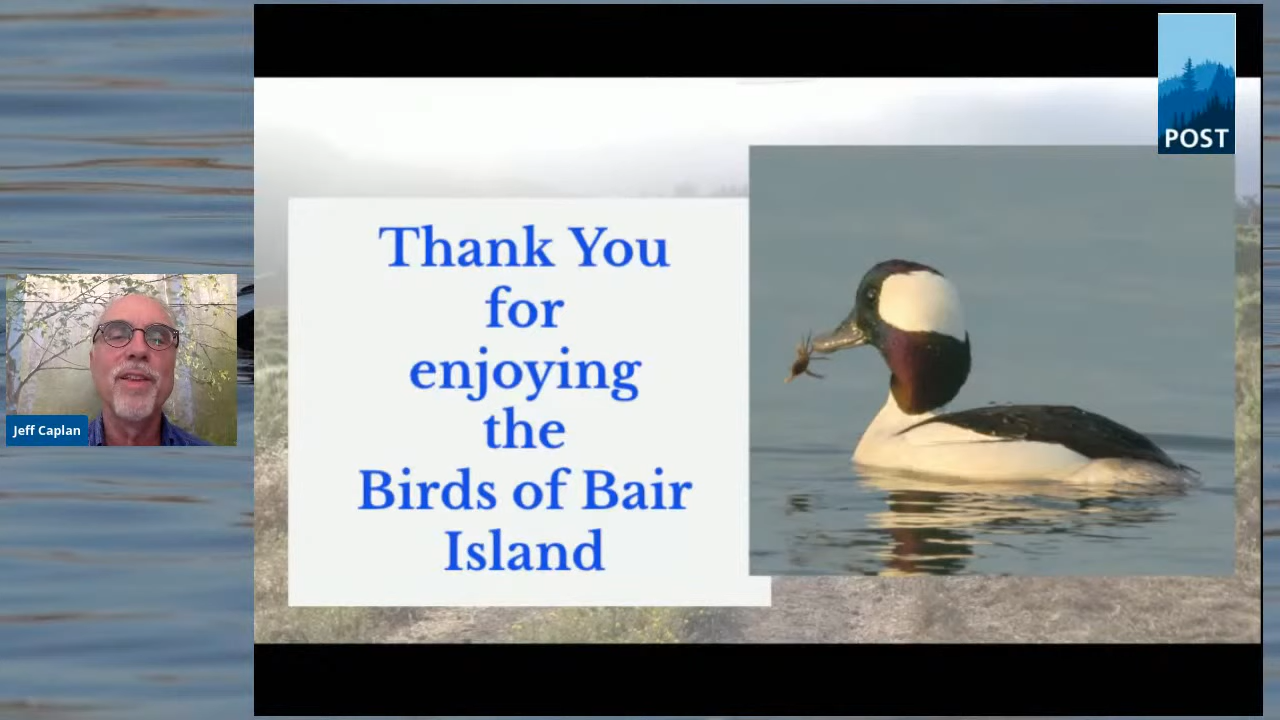 POST
Thank You
for
enjoying
the
Birds of Bair
Island
Jeff Caplan